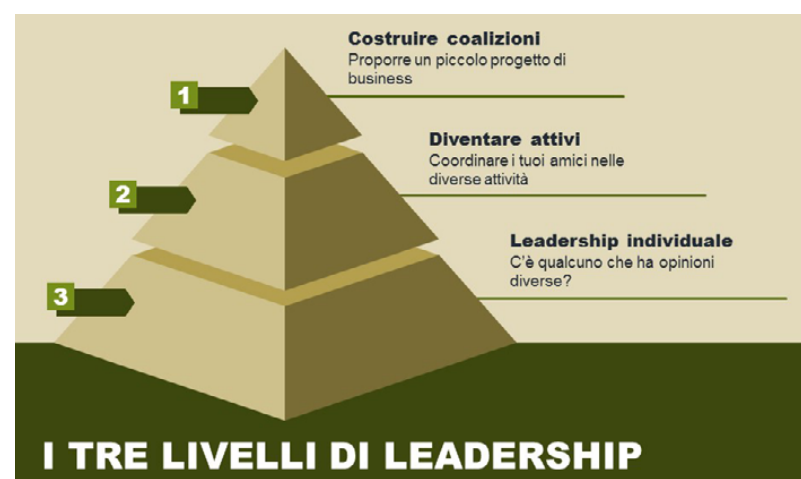 Costruire coalizioni
Proporre un piccolo progetto di
business
1
Diventare attivi
Coordinare i tuoi amici nelle
diverse attività
2
Leadership individuale
C'è qualcuno che ha opinioni
diverse?
3
I TRE LIVELLI DI LEADERSHIP